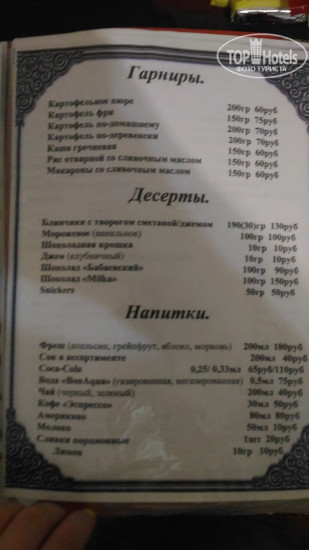 TOP Hotels
ФОТО ТУРИСТА
Гарниры.
Картофельное пюре 200гр 60руб
Картофель фри 150гр 75руб
Картофель по-домашнему 200гр 70руб
Картофель по-деревенски 200гр 70руб
Каша гречневая 150гр 60руб
Рис отварной со сливочным маслом 150гр 60руб
Макароны со сливочным маслом 150гр 60руб
Десерты.
Блинчики с творогом сметаной/джемом 190(30)гр 130руб
Мороженое (ванильное) 100гр 100руб
Шоколадная крошка 10гр 10руб
Джем (клубничный) 10гр 10руб
Шоколад «Бабаевский» 100гр 90руб
Шоколад «Milka» 100гр 150руб
Snickers 50гр 50руб
Напитки.
Фреш (апельсин, грейпфрут, яблоко, морковь) 200мл 180руб
Сок в ассортименте 200мл 40руб
Coca-Cola 0,25/ 0,33мл 65руб/110руб
Вода «BonAqua» (газированная, негазированная) 0,5мл 75руб
Чай (черный, зеленый) 200мл 40руб
Кофе «Эспрессо» 30мл 50руб
Американо 80мл 80руб
Молоко 50мл 10руб
Сливки порционные 1шт 20руб
Лимон 10гр 10руб